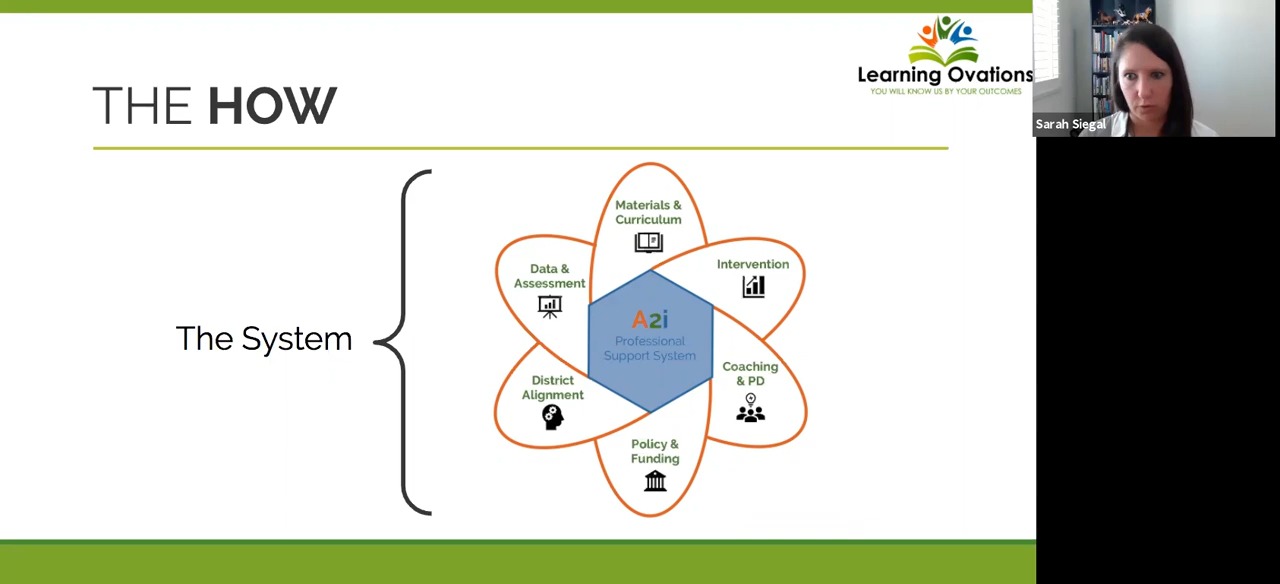 Learning Ovations
YOU WILL KNOW US BY YOUR OUTCOMES
Sarah Siegal
THE HOW
The System
Materials &
Curriculum
Intervention
Data &
Assessment
A2i
Professional
Support System
Coaching
& PD
District
Alignment
Policy &
Funding